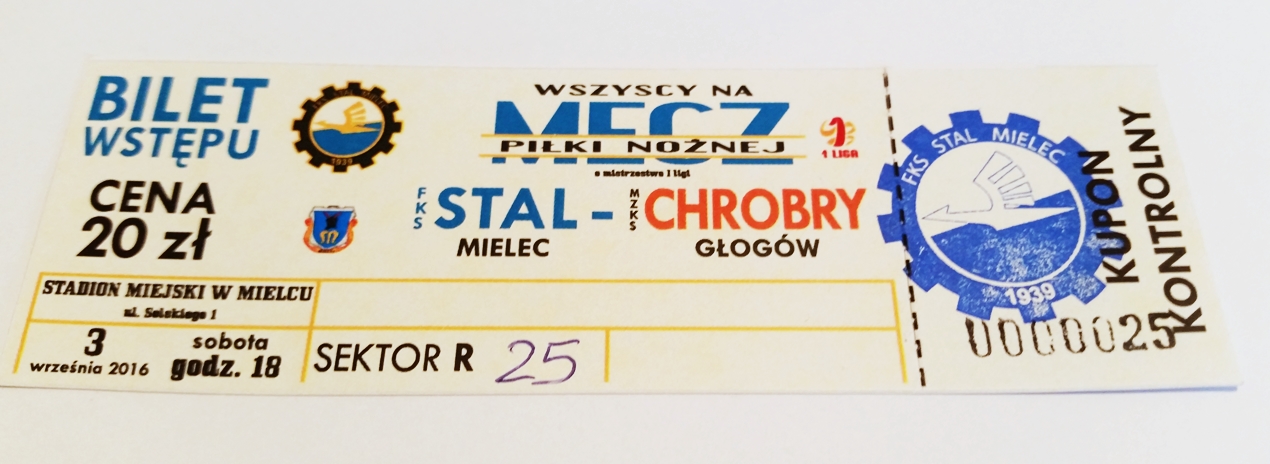 BILET
WSTĘPU
CENA
20 zł
1939
WSZYSCY NA
MECZ
PIŁKI NOŻNEJ
o mistrzostwo I ligi
1 LIGA
FKS STAL - MZKS CHROBRY
MIELEC GŁOGÓW
STADION MIEJSKI W MIELCU
ul. Solskiego 1
3 sobota
września 2016 godz. 18
SEKTOR R 25
FKS STAL MIELEC
1939
KUPON
KONTROLNY
0000025